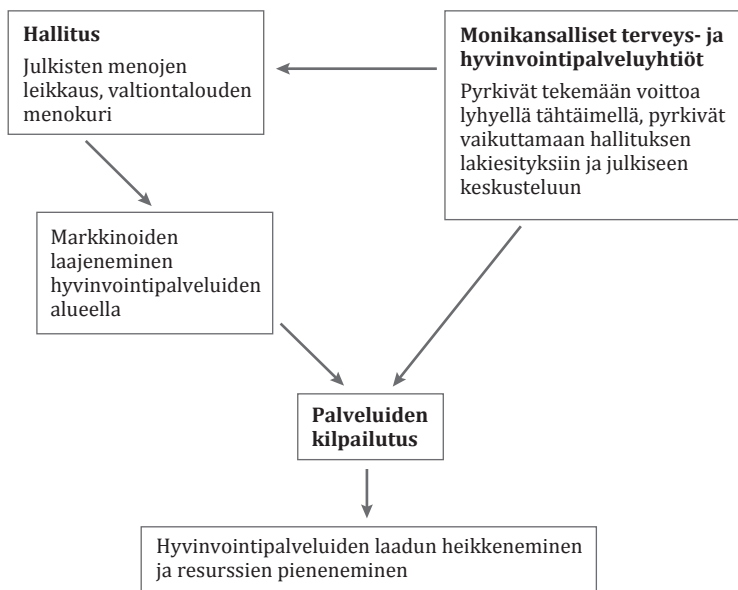 Hallitus
Julkisten menojen
leikkaus, valtiontalouden
menokuri
Monikansalliset terveys- ja
hyvinvointipalveluyhtiöt
Pyrkivät tekemään voittoa
lyhyellä tähtäimellä, pyrkivät
vaikuttamaan hallituksen
lakiesityksiin ja julkiseen
keskusteluun
Markkinoiden
laajeneminen
hyvinvointipalveluiden
alueella
Palveluiden
kilpailutus
Hyvinvointipalveluiden laadun heikkeneminen
ja resurssien pieneneminen